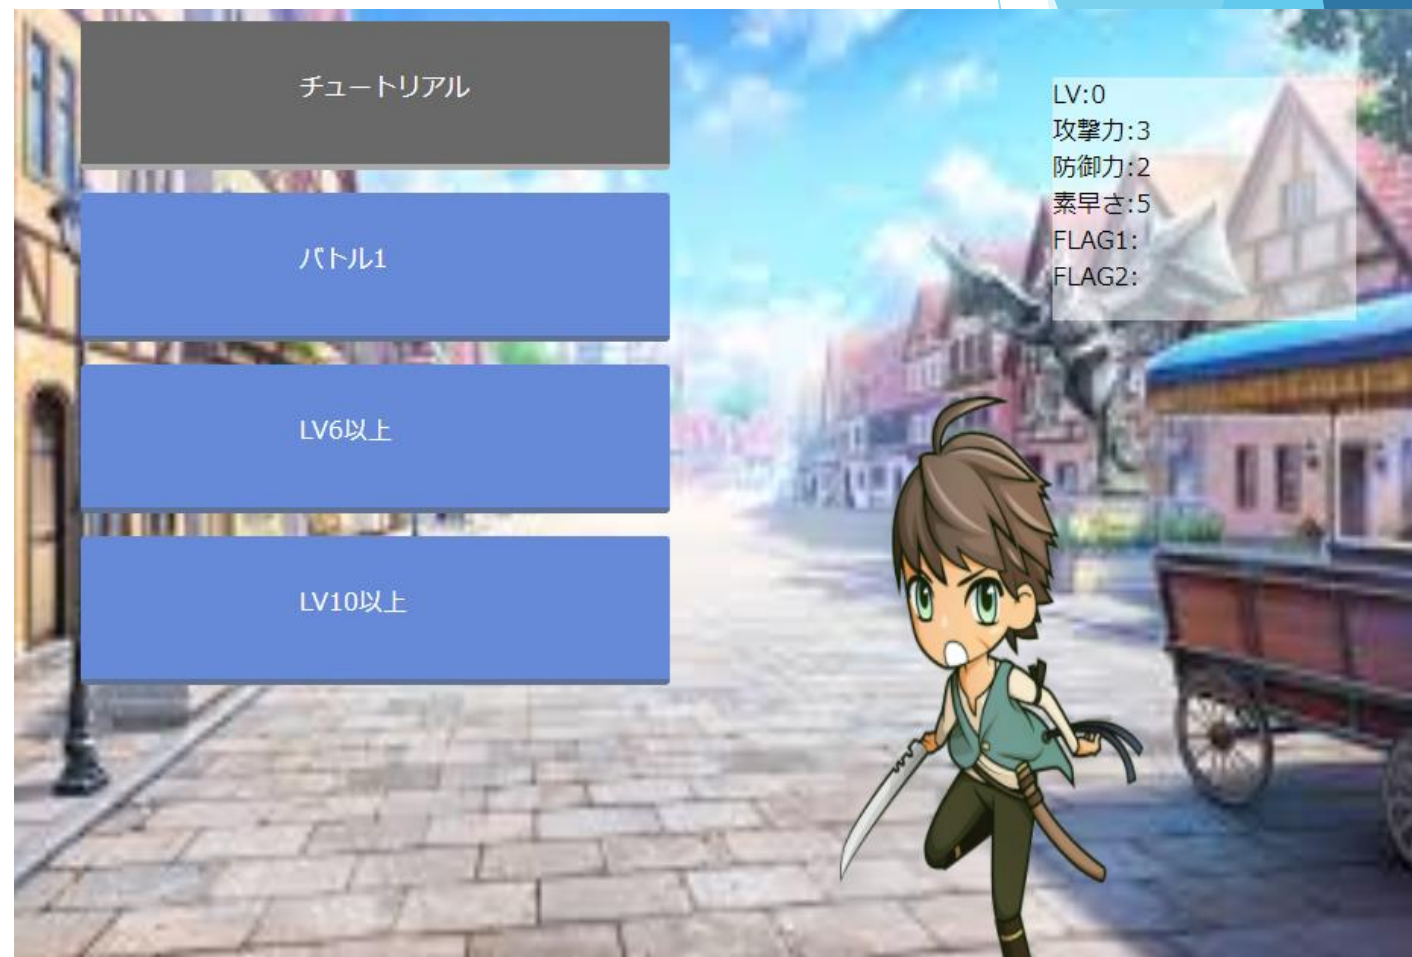 チュートリアル
バトル1
LV6以上
LV10以上
LV:0
攻撃力:3
防御力:2
素早さ:5
FLAG1:
FLAG2: